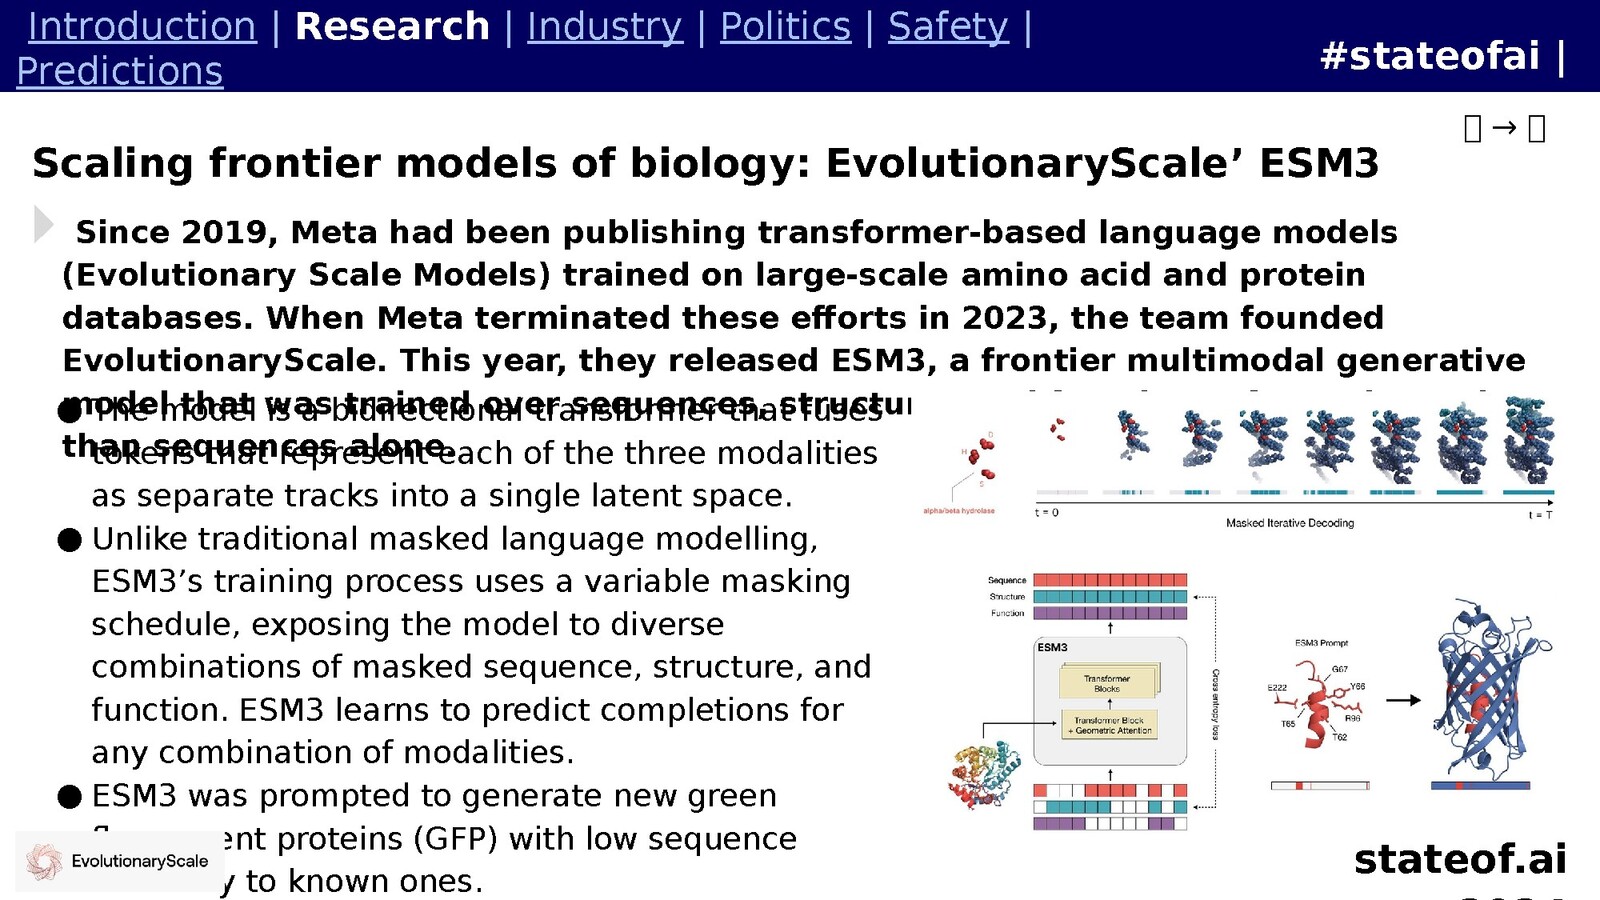 Introduction | Research | Industry | Politics | Safety |
Predictions
#stateofai |
→
Scaling frontier models of biology: EvolutionaryScale’ ESM3
Since 2019, Meta had been publishing transformer-based language models
(Evolutionary Scale Models) trained on large-scale amino acid and protein
databases. When Meta terminated these efforts in 2023, the team founded
EvolutionaryScale. This year, they released ESM3, a frontier multimodal generative
model that was trained over sequences,
than sequences alone.
● The model is a bidirectional transformer that fuses
tokens that represent each of the three modalities
as separate tracks into a single latent space.
● Unlike traditional masked language modelling,
ESM3’s training process uses a variable masking
schedule, exposing the model to diverse
combinations of masked sequence, structure, and
function. ESM3 learns to predict completions for
any combination of modalities.
● ESM3 was prompted to generate new green
proteins (GFP) with low sequence
to known ones.
EvolutionaryScale
D
H
S
alpha/beta hydrolase
t = 0
t = T
Masked Iterative Decoding
Sequence
Structure
Function
ESM3
Transformer
Blocks
Transformer Block
+ Geometric Attention
Cross entropy loss
ESM3 Prompt
G67
E222
Y66
T65
R96
T62
stateof.ai